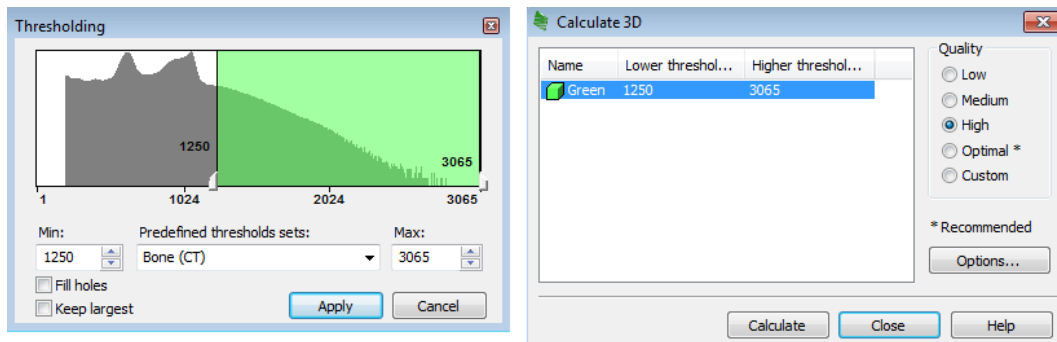 Thresholding
1250
3065
1 1024 2024 3065
Min: Predefined thresholds sets: Max:
1250 Bone (CT) 3065
Fill holes
Keep largest
Apply Cancel
Calculate 3D
Name Lower threshol... Higher threshol...
Green 1250 3065
Quality
Low
Medium
High
Optimal *
Custom
* Recommended
Options...
Calculate Close Help